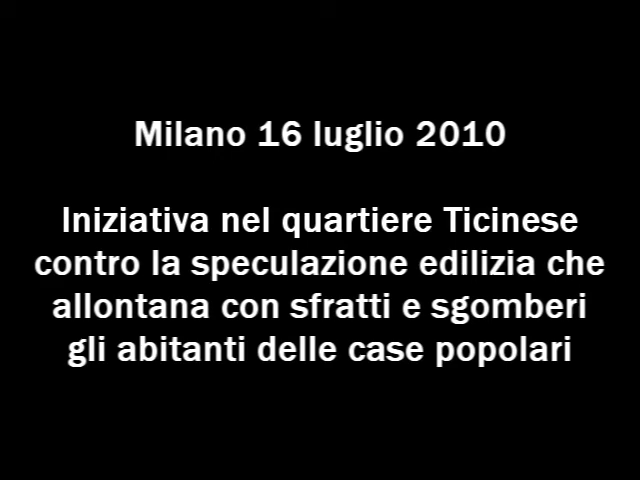 Milano 16 luglio 2010
Iniziativa nel quartiere Ticinese
contro la speculazione edilizia che
allontana con sfratti e sgomberi
gli abitanti delle case popolari